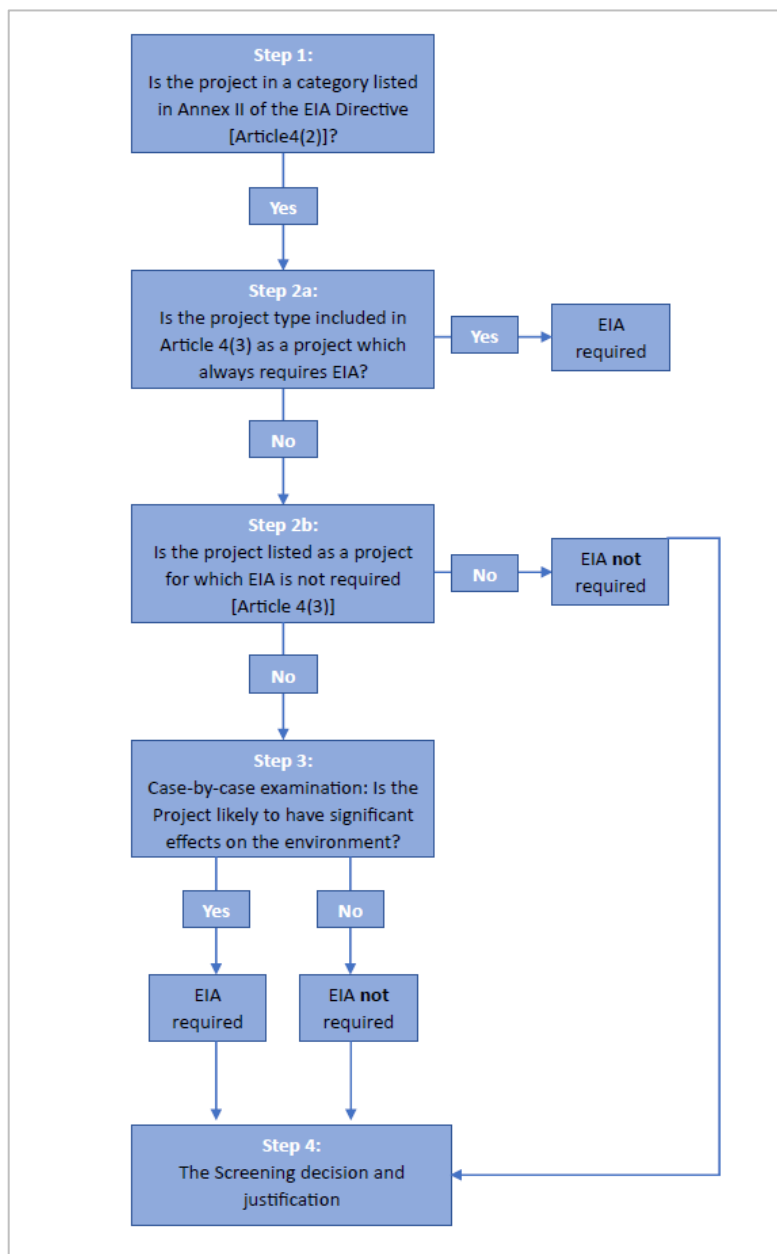 Step 1:
Is the project in a category listed
in Annex II of the EIA Directive
[Article4(2)]?
Yes
Step 2a:
Is the project type included in
Article 4(3) as a project which
always requires EIA?
Yes
EIA
required
No
Step 2b:
Is the project listed as a project
for which EIA is not required
[Article 4(3)]
No
EIA not
required
No
Step 3:
Case-by-case examination: Is the
Project likely to have significant
effects on the environment?
Yes
No
EIA
required
EIA not
required
Step 4:
The Screening decision and
justification